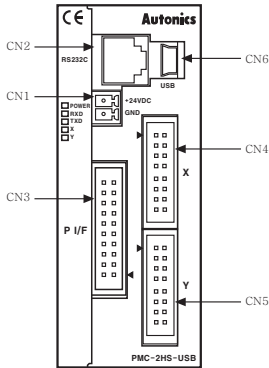 CE Autonics
CN2
RS232C
CN6
USB
CN1
+24VDC
POWER
RXD
GND
TXD
X
Y
CN4
X
CN3
P I/F
Y
CN5
PMC-2HS-USB